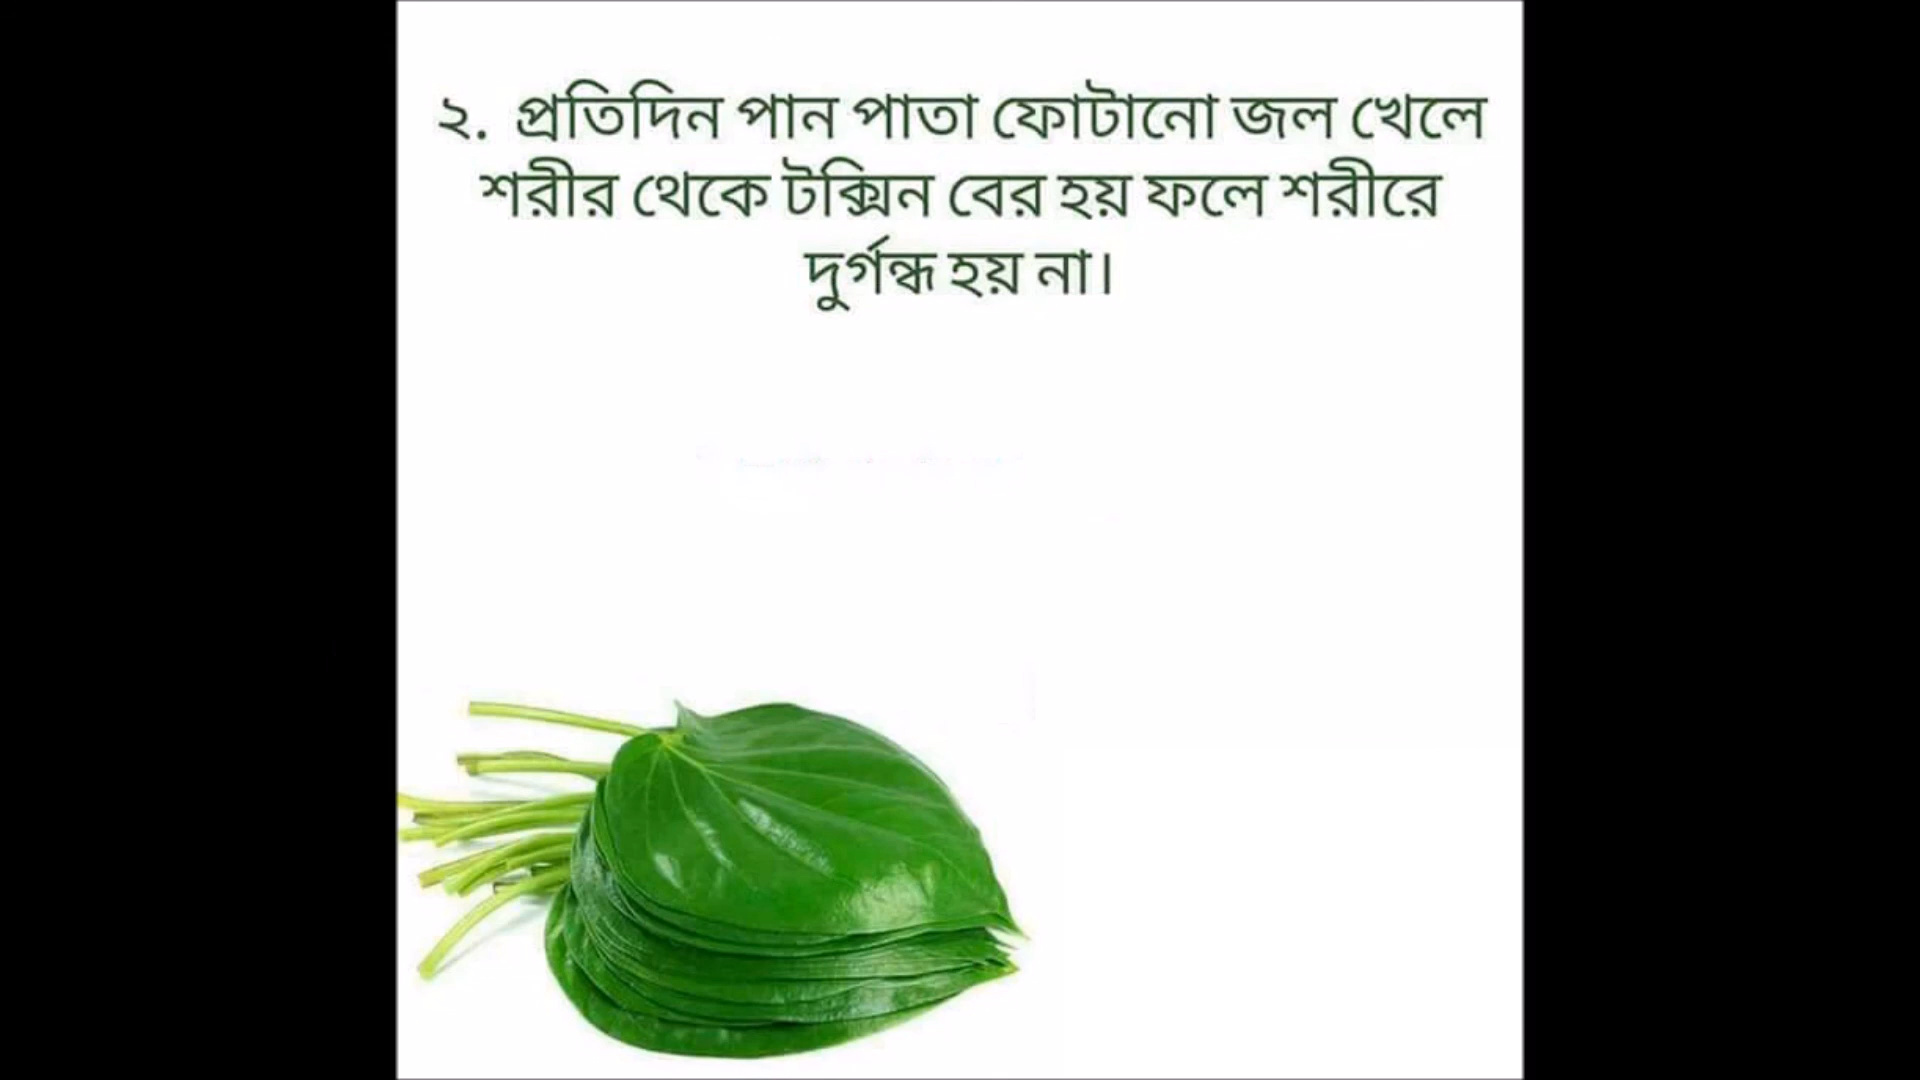 ২. প্রতিদিন পান পাতা ফোটানো জল খেলে
শরীর থেকে টক্সিন বের হয় ফলে শরীরে
দুর্গন্ধ হয় না।